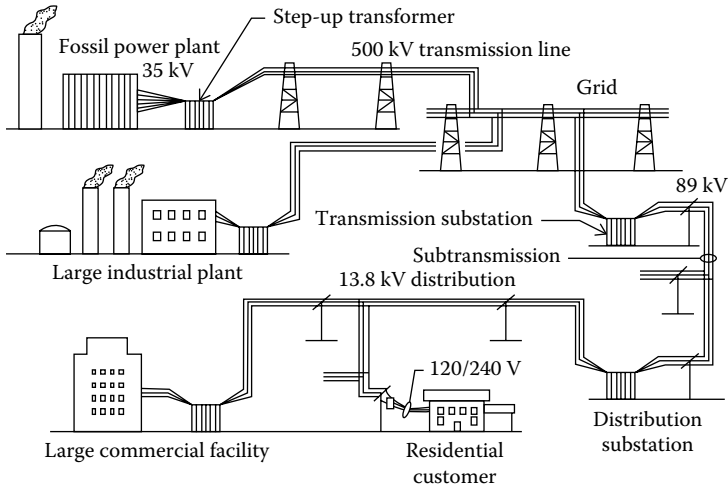 Step-up transformer
Fossil power plant
35 kV
500 kV transmission line
Grid
89 kV
Transmission substation
Subtransmission
Large industrial plant
13.8 kV distribution
120/240 V
Distribution
substation
Large commercial facility
Residential
customer